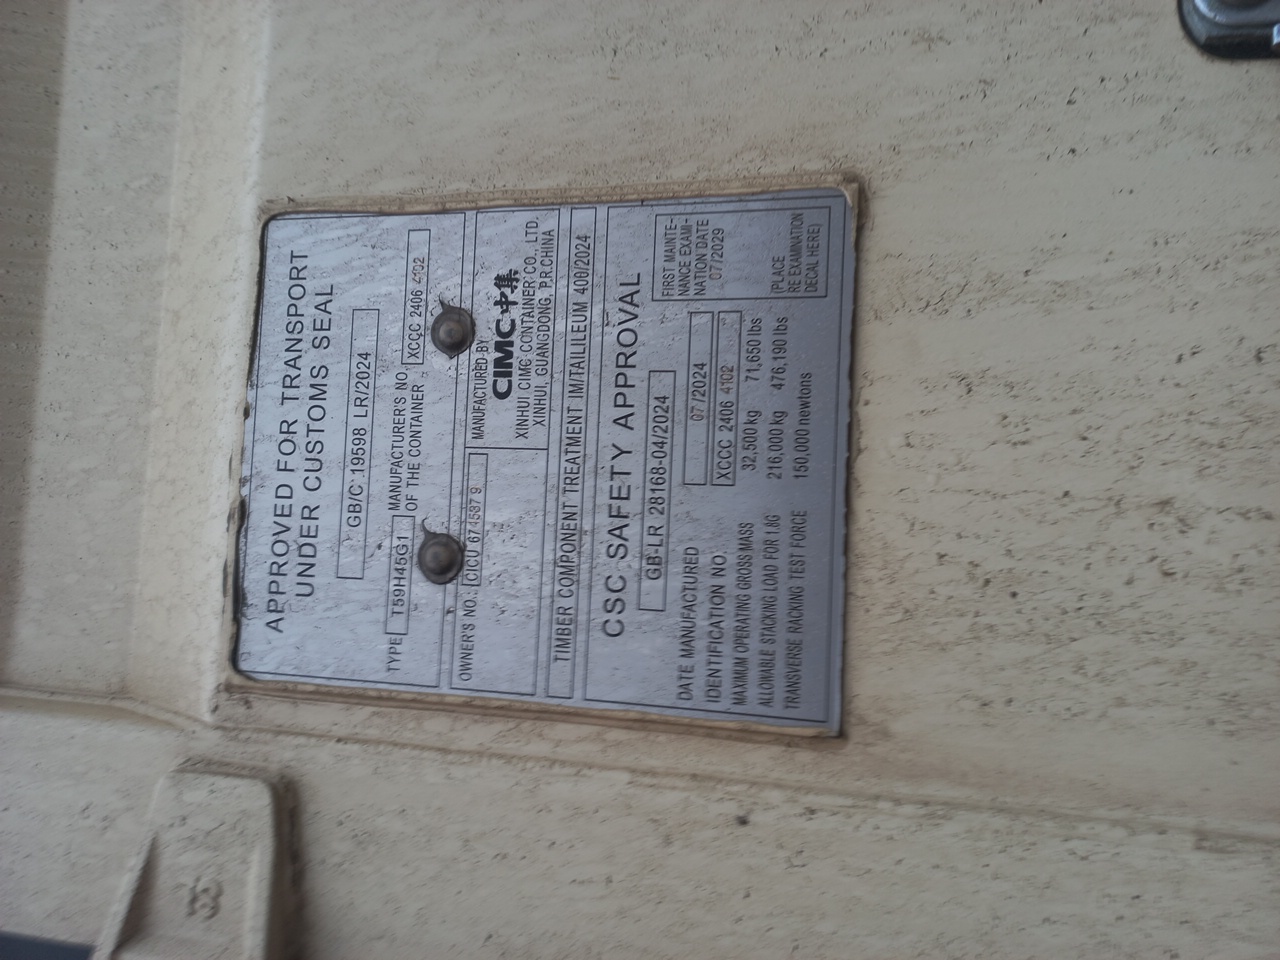 APPROVED FOR TRANSPORT
UNDER CUSTOMS SEAL
GB/C 19598 LR/2024
TYPE T59H45G1 MANUFACTURER'S NO.
OF THE CONTAINER XCCC 2406 4102
OWNER'S NO.: CICU 674587 9
MANUFACTURED BY
CIMC中集
XINHUI CIMC CONTAINER CO., LTD.
XINHUI, GUANGDONG, P.R.CHINA
TIMBER COMPONENT TREATMENT IM/TAILILEUM 400/2024
CSC SAFETY APPROVAL
GB-LR 28168-04/2024
DATE MANUFACTURED 07/2024
IDENTIFICATION NO. XCCC 2406 4102
MAXIMUM OPERATING GROSS MASS 32,500 kg 71,650 lbs
ALLOWABLE STACKING LOAD FOR 1.8G 216,000 kg 476,190 lbs
TRANSVERSE RACKING TEST FORCE 150,000 newtons
FIRST MAINTE-
NANCE EXAMI-
NATION DATE
07/2029
(PLACE
RE EXAMINATION
DECAL HERE)